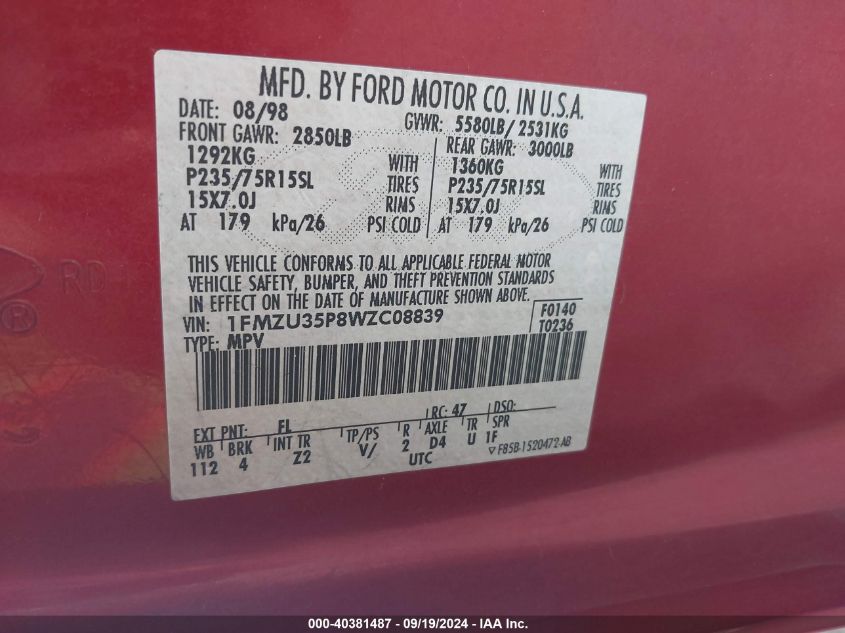 MFD. BY FORD MOTOR CO. IN U.S.A.
DATE: 08/98 GVWR: 5580LB/ 2531KG
FRONT GAWR: 2850LB REAR GAWR: 3000LB
1292KG WITH 1360KG WITH
P235/75R15SL TIRES P235/75R15SL TIRES
15X7.0J RIMS 15X7.0J RIMS
AT 179 kPa/26 PSI COLD AT 179 kPa/26 PSI COLD
THIS VEHICLE CONFORMS TO ALL APPLICABLE FEDERAL MOTOR
VEHICLE SAFETY, BUMPER, AND THEFT PREVENTION STANDARDS
IN EFFECT ON THE DATE OF MANUFACTURE SHOWN ABOVE.
VIN: 1FMZU35P8WZC08839 F0140
TYPE: MPV T0236
EXT PNT: FL RC: 47 DSO:
WB BRK INT TR TP/PS R AXLE TR SPR
112 4 Z2 V/ 2 D4 U 1F
UTC ▽ F85B-1520472-AB
RD
®
000-40381487 - 09/19/2024 - IAA Inc.